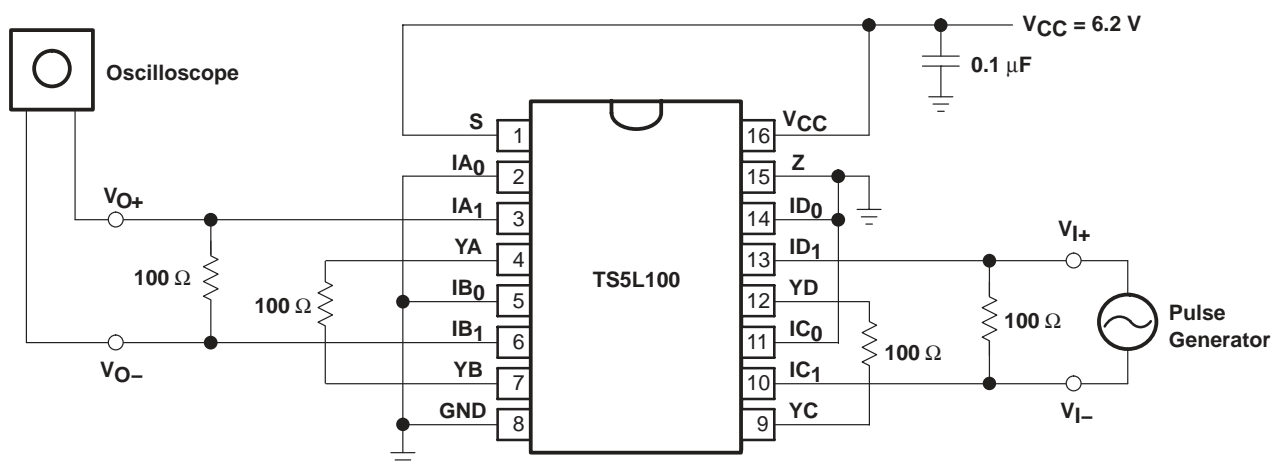 VCC = 6.2 V
0.1 μF
Oscilloscope
S
1
IA0
2
VO+
IA1
3
YA
4
100 Ω
100 Ω
IB0
5
IB1
6
VO–
YB
7
GND
8
TS5L100
VCC
16
Z
15
ID0
14
ID1
13
YD
12
IC0
11
IC1
10
YC
9
100 Ω
VI+
100 Ω
VI–
Pulse
Generator